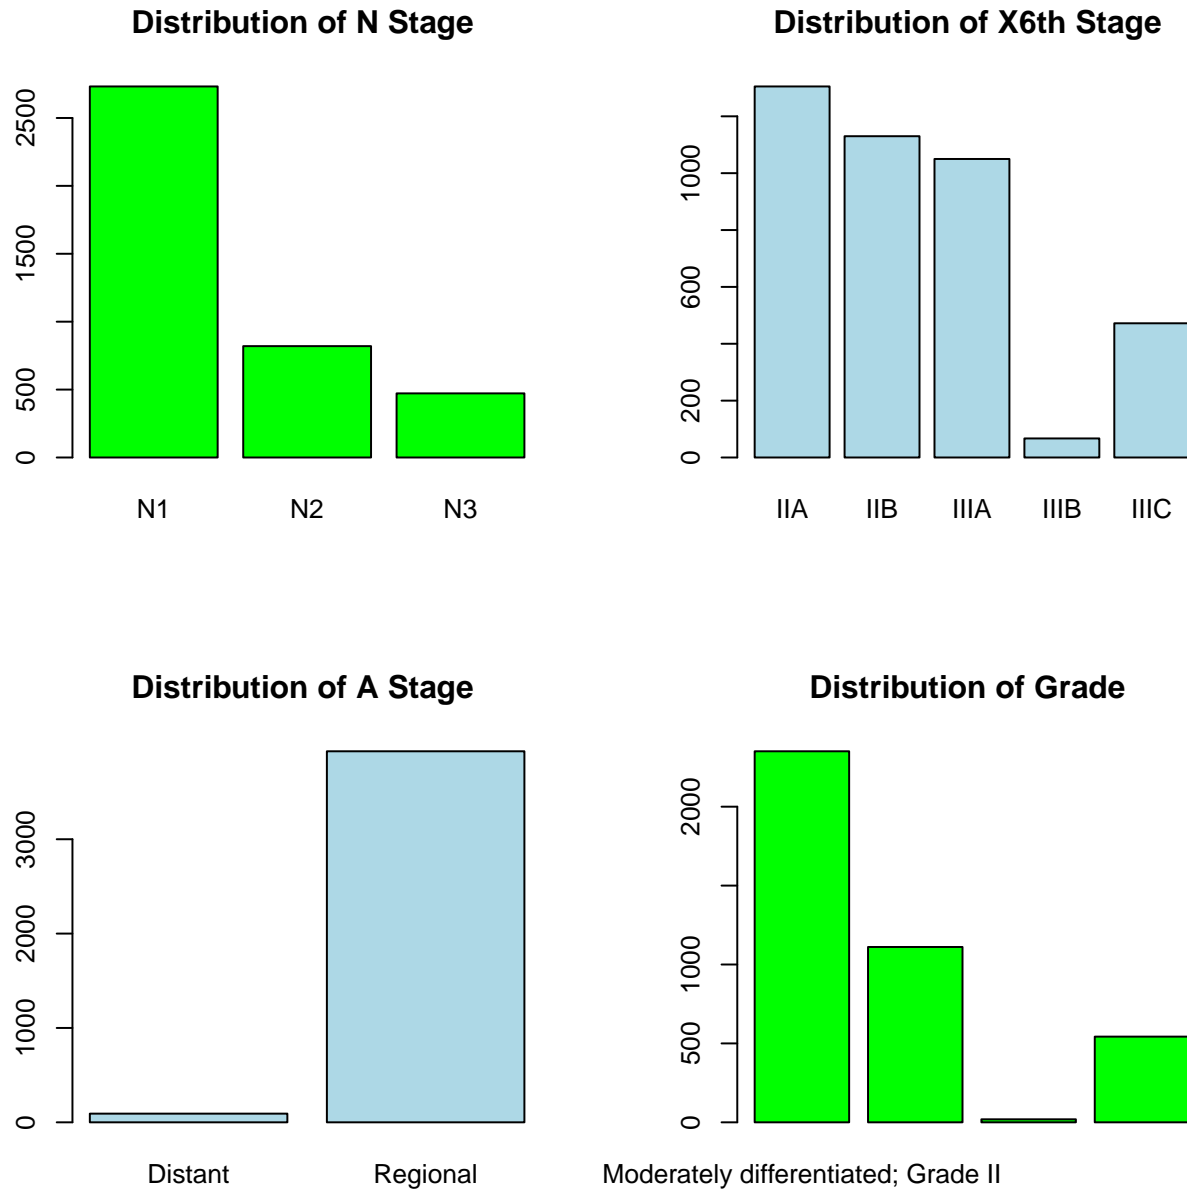 Distribution of N Stage
2500
1500
500
0
N1 N2 N3
Distribution of X6th Stage
1000
600
200
0
IIA IIB IIIA IIIB IIIC
Distribution of A Stage
3000
2000
1000
0
Distant Regional
Distribution of Grade
2000
1000
500
0
Moderately differentiated; Grade II